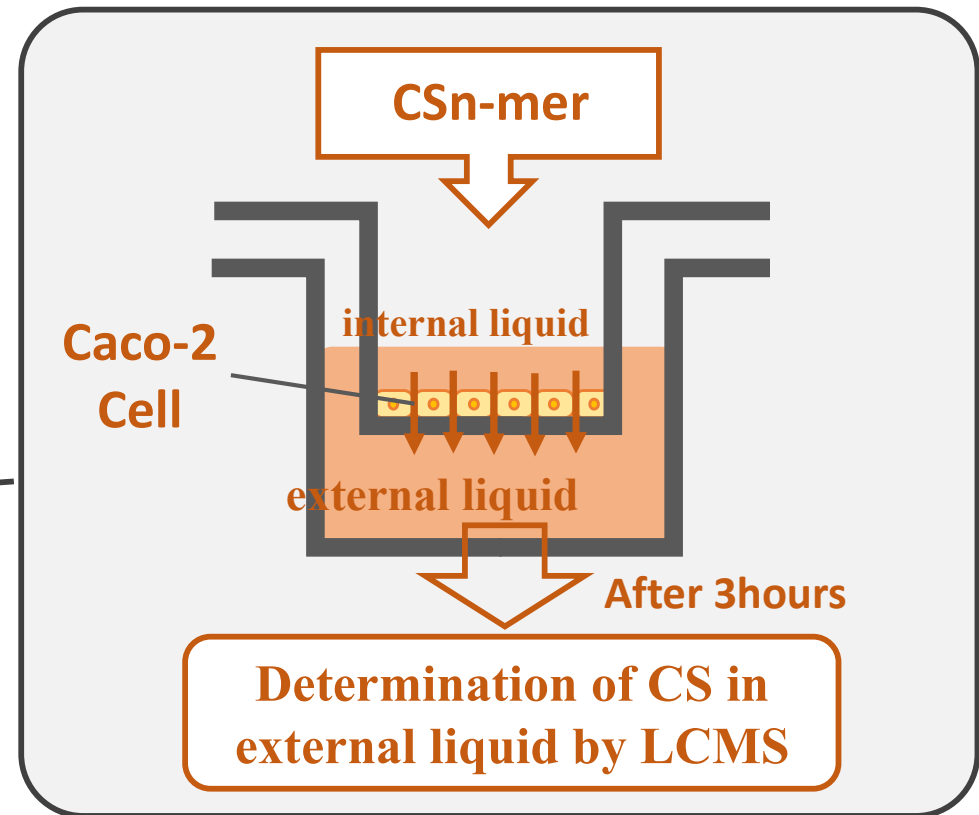 CSn-mer
internal liquid
Caco-2
Cell
external liquid
After 3hours
Determination of CS in
external liquid by LCMS